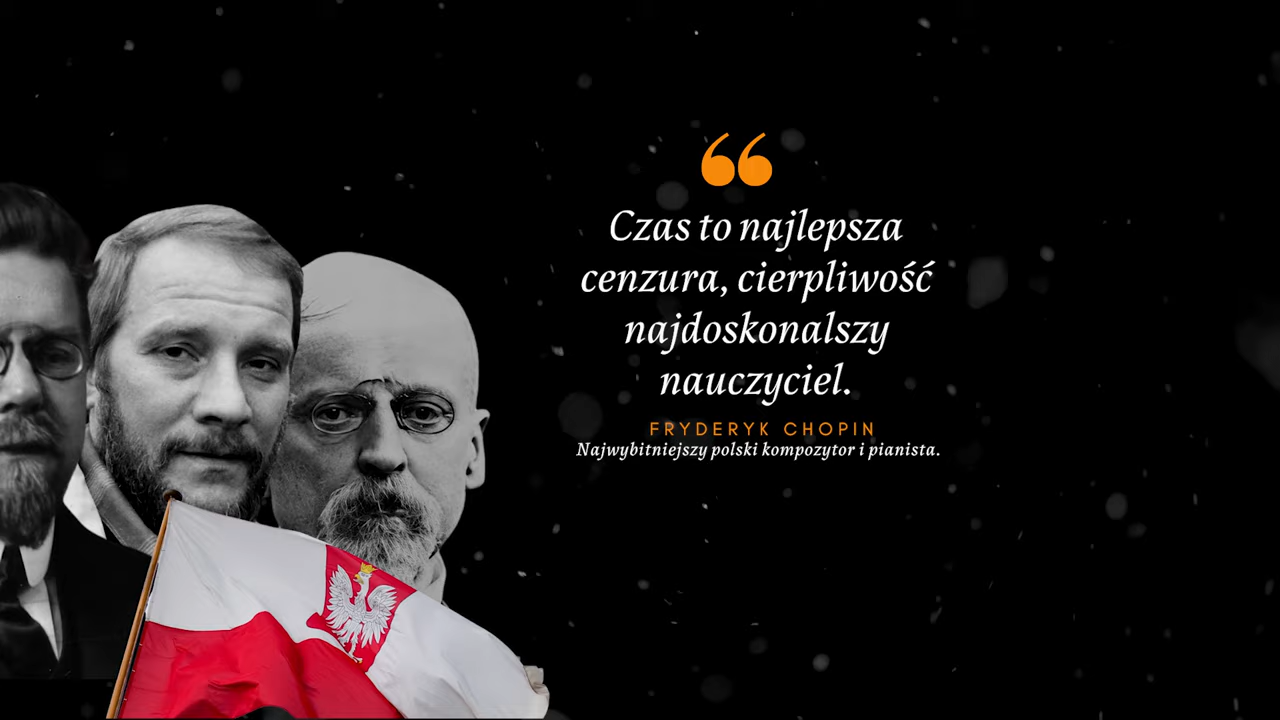 Czas to najlepsza
cenzura, cierpliwość
najdoskonalszy
nauczyciel.
FRYDERYK CHOPIN
Najwybitniejszy polski kompozytor i pianista.